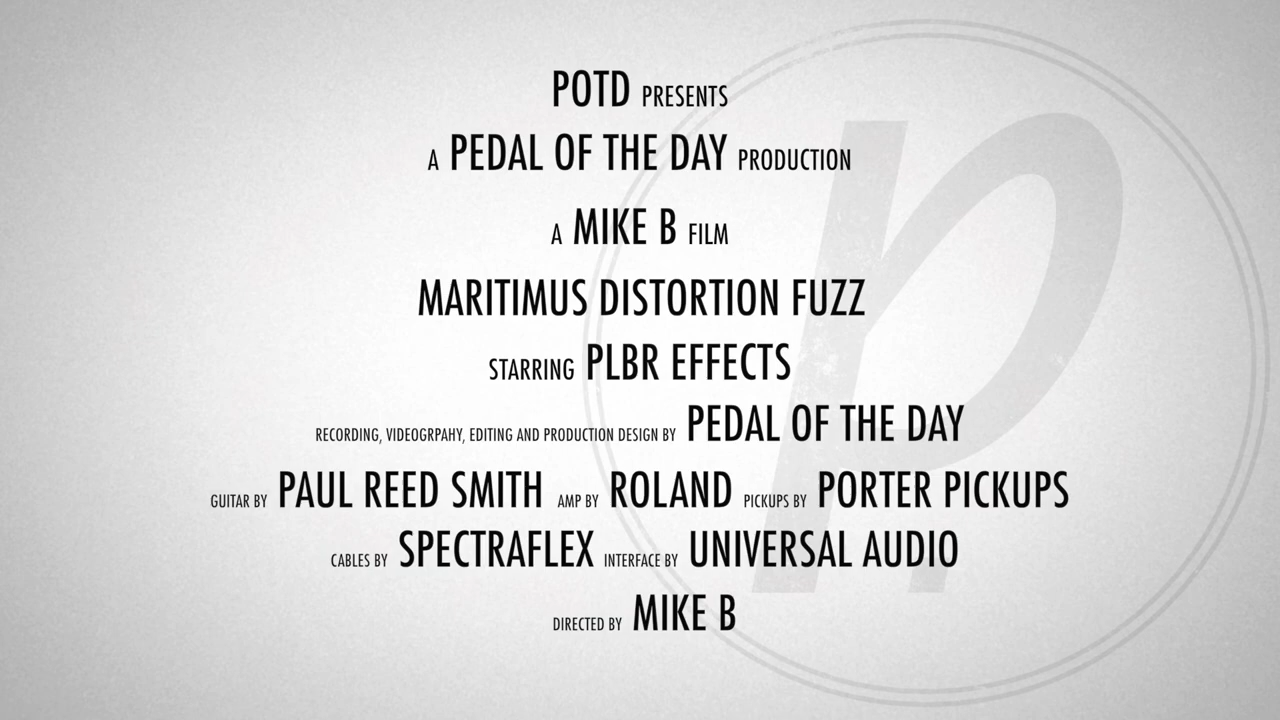 POTD PRESENTS
A PEDAL OF THE DAY PRODUCTION
A MIKE B FILM
MARITIMUS DISTORTION FUZZ
STARRING PLBR EFFECTS
RECORDING, VIDEOGRPAHY, EDITING AND PRODUCTION DESIGN BY PEDAL OF THE DAY
GUITAR BY PAUL REED SMITH AMP BY ROLAND PICKUPS BY PORTER PICKUPS
CABLES BY SPECTRAFLEX INTERFACE BY UNIVERSAL AUDIO
DIRECTED BY MIKE B